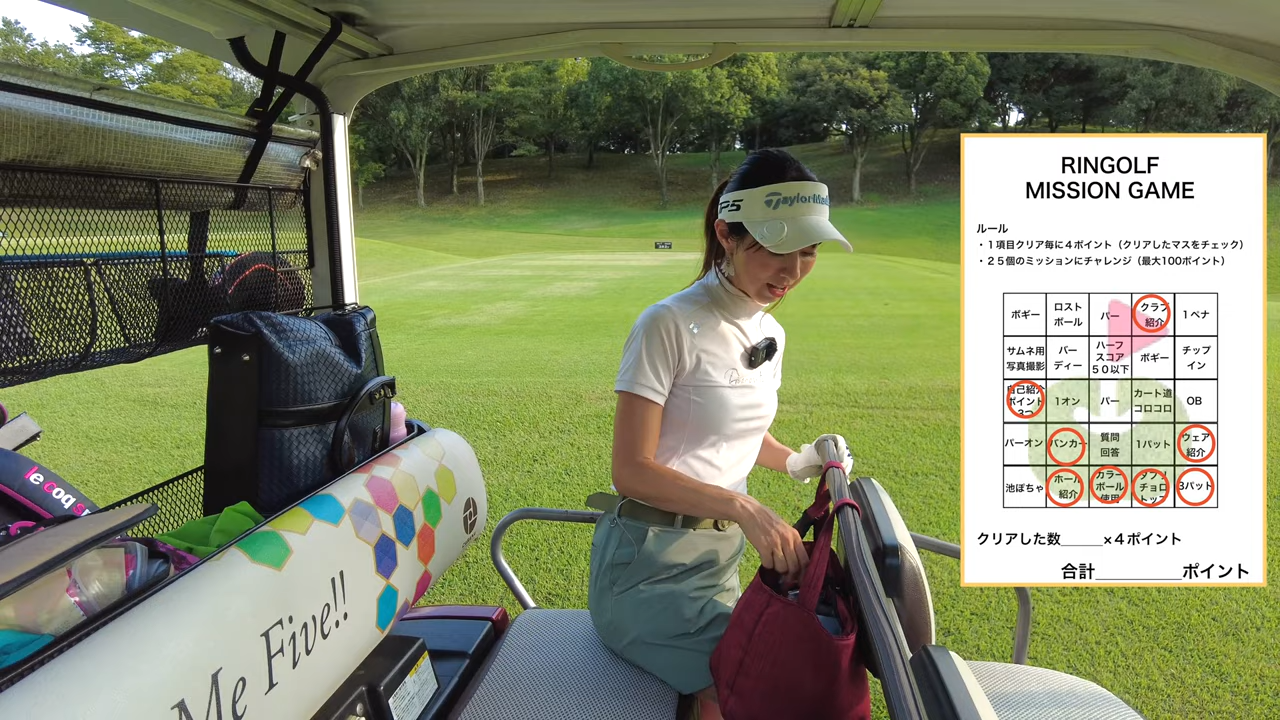 RINGOLF
MISSION GAME
ルール
・1項目クリア毎に4ポイント（クリアしたマスをチェック）
・25個のミッションにチャレンジ（最大100ポイント）
ボギー ロストボール パー クラブ紹介 1ペナ
サムネ用写真撮影 バーディー ハーフスコア50以下 ボギー チップイン
自己紹介ポイント3つ 1オン パー カート道コロコロ OB
パーオン バンカー 質問回答 1パット ウェア紹介
池ぽちゃ ホール紹介 カラーボール使用 チョロ トップ 3パット
クリアした数_____×4ポイント
合計_________ポイント
TaylorMade
TP5
le coq s
Me Five!!